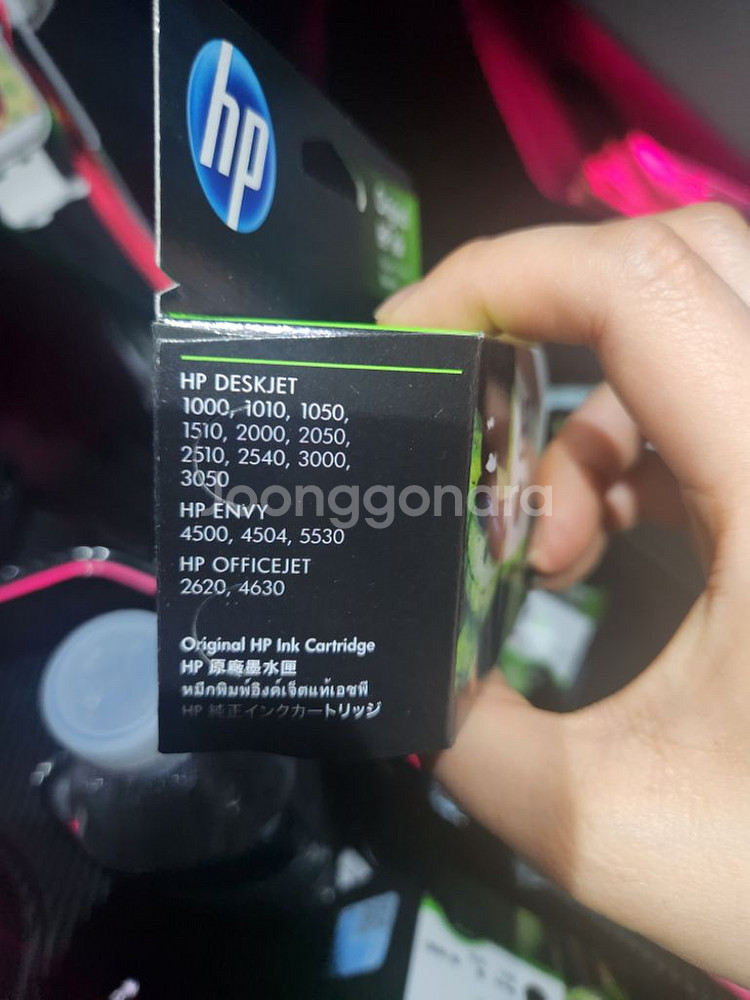 hp
HP DESKJET
1000, 1010, 1050,
1510, 2000, 2050,
2510, 2540, 3000,
3050
joonggonara
HP ENVY
4500, 4504, 5530
HP OFFICEJET
2620, 4630
Original HP Ink Cartridge
HP 原廠墨水匣
หมึกพิมพ์อิงค์เจ็ตแท้เอชพี
HP 純正インクカートリッジ